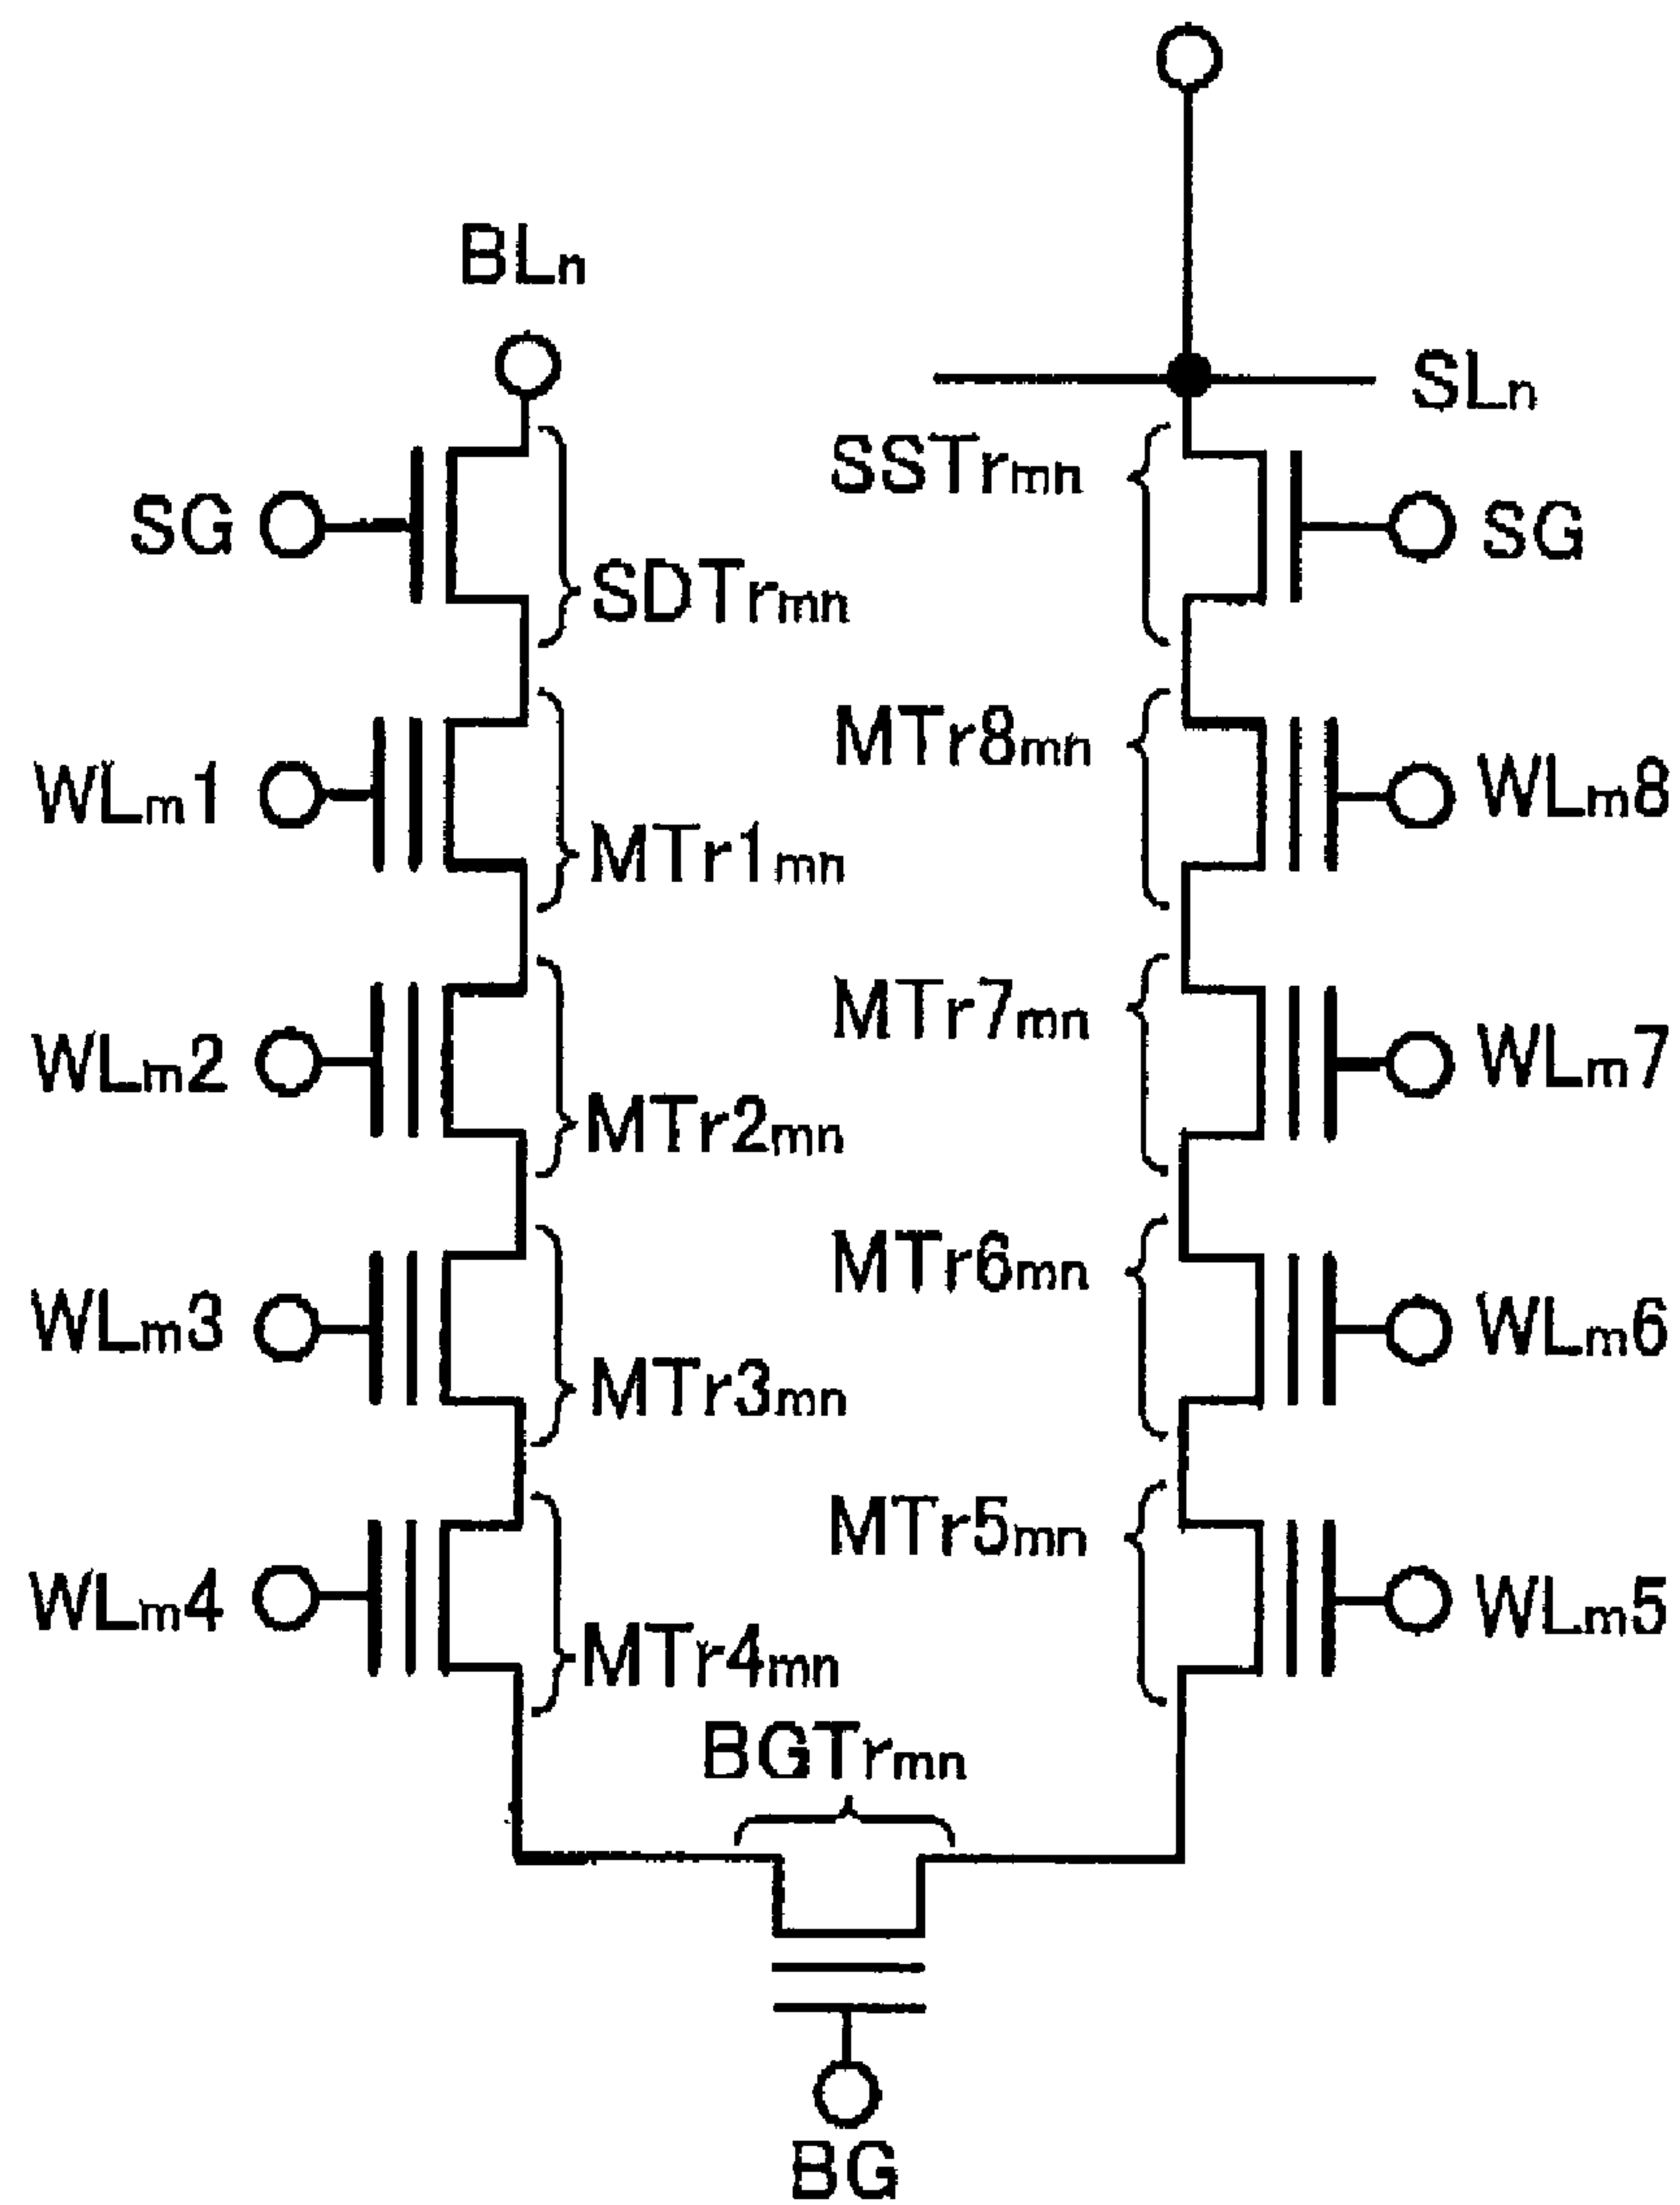 BLn
SLn
SSTrmn
SG
SG
SDTrmn
MTr8mn
WLm1
WLm8
MTr1mn
MTr7mn
WLm2
WLm7
MTr2mn
MTr6mn
WLm3
WLm6
MTr3mn
MTr5mn
WLm4
WLm5
MTr4mn
BGTrmn
BG